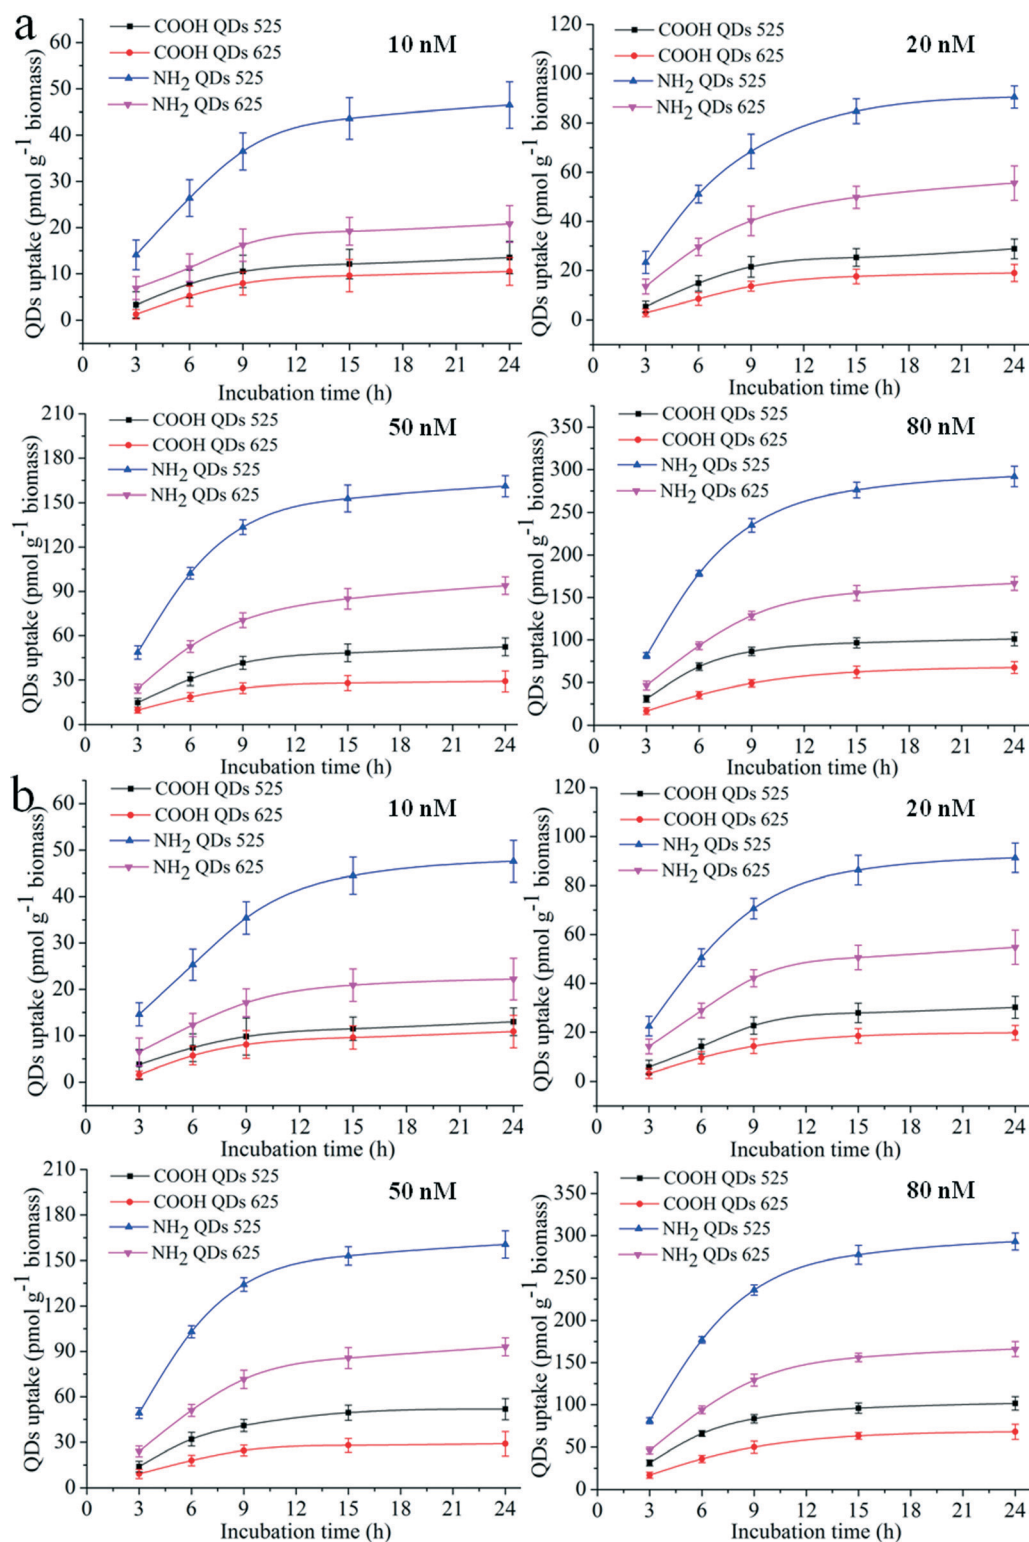 a
COOH QDs 525
COOH QDs 625
NH2 QDs 525
NH2 QDs 625
10 nM
QDs uptake (pmol g-1 biomass)
60
50
40
30
20
10
0
0 3 6 9 12 15 18 21 24
Incubation time (h)
COOH QDs 525
COOH QDs 625
NH2 QDs 525
NH2 QDs 625
20 nM
QDs uptake (pmol g-1 biomass)
120
100
80
60
40
20
0
0 3 6 9 12 15 18 21 24
Incubation time (h)
COOH QDs 525
COOH QDs 625
NH2 QDs 525
NH2 QDs 625
50 nM
QDs uptake (pmol g-1 biomass)
210
180
150
120
90
60
30
0
0 3 6 9 12 15 18 21 24
Incubation time (h)
COOH QDs 525
COOH QDs 625
NH2 QDs 525
NH2 QDs 625
80 nM
QDs uptake (pmol g-1 biomass)
350
300
250
200
150
100
50
0
0 3 6 9 12 15 18 21 24
Incubation time (h)
b
COOH QDs 525
COOH QDs 625
NH2 QDs 525
NH2 QDs 625
10 nM
QDs uptake (pmol g-1 biomass)
60
50
40
30
20
10
0
0 3 6 9 12 15 18 21 24
Incubation time (h)
COOH QDs 525
COOH QDs 625
NH2 QDs 525
NH2 QDs 625
20 nM
QDs uptake (pmol g-1 biomass)
120
100
80
60
40
20
0
0 3 6 9 12 15 18 21 24
Incubation time (h)
COOH QDs 525
COOH QDs 625
NH2 QDs 525
NH2 QDs 625
50 nM
QDs uptake (pmol g-1 biomass)
210
180
150
120
90
60
30
0
0 3 6 9 12 15 18 21 24
Incubation time (h)
COOH QDs 525
COOH QDs 625
NH2 QDs 525
NH2 QDs 625
80 nM
QDs uptake (pmol g-1 biomass)
350
300
250
200
150
100
50
0
0 3 6 9 12 15 18 21 24
Incubation time (h)